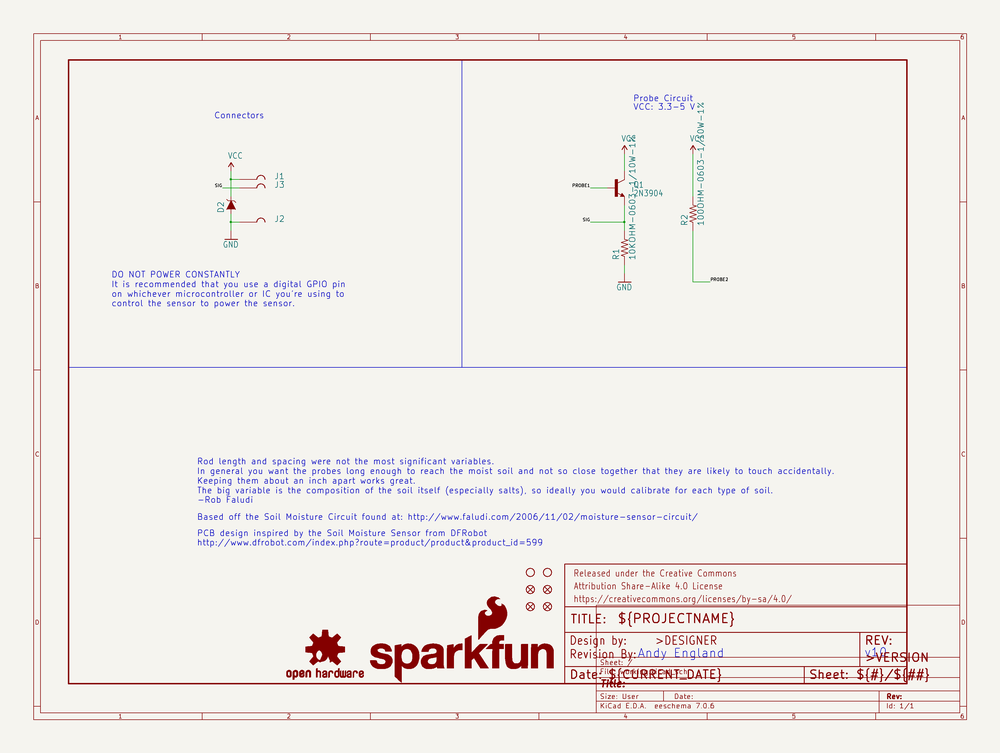 1 2 3 4 5 6
A A
B B
C C
D D
Connectors
VCC
J1
SIG
J3
D2
J2
GND
DO NOT POWER CONSTANTLY
It is recommended that you use a digital GPIO pin
on whichever microcontroller or IC you're using to
control the sensor to power the sensor.
Probe Circuit
VCC: 3.3-5 V
VCC
VCC
PROBE1
Q1
2N3904
SIG
R1
10KOHM-0603-1/10W-1%
GND
R2
100OHM-0603-1/10W-1%
PROBE2
Rod length and spacing were not the most significant variables.
In general you want the probes long enough to reach the moist soil and not so close together that they are likely to touch accidentally.
Keeping them about an inch apart works great.
The big variable is the composition of the soil itself (especially salts), so ideally you would calibrate for each type of soil.
-Rob Faludi
Based off the Soil Moisture Circuit found at: http://www.faludi.com/2006/11/02/moisture-sensor-circuit/
PCB design inspired by the Soil Moisture Sensor from DFRobot
http://www.dfrobot.com/index.php?route=product/product&product_id=599
open hardware
sparkfun
Released under the Creative Commons
Attribution Share-Alike 4.0 License
https://creativecommons.org/licenses/by-sa/4.0/
TITLE: ${PROJECTNAME}
Design by: >DESIGNER
REV:
Revision By: Andy England
v10
>VERSION
Sheet: /
File:
Date: ${CURRENT_DATE}
Sheet: ${#}/${##}
Title:
Size: User Date: Rev:
KiCad E.D.A. eeschema 7.0.6 Id: 1/1
1 2 3 4 5 6